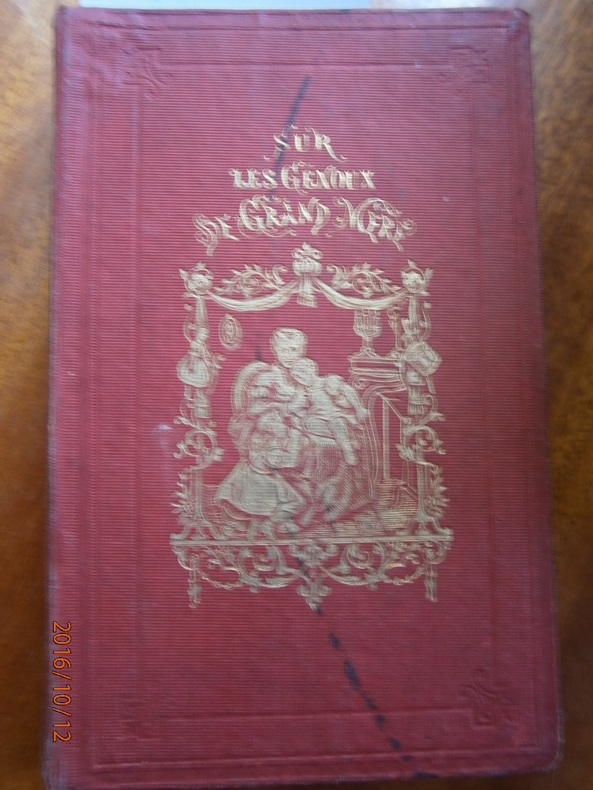 SUR
LES GENOUX
DE GRAND MÈRE
2016/10/12